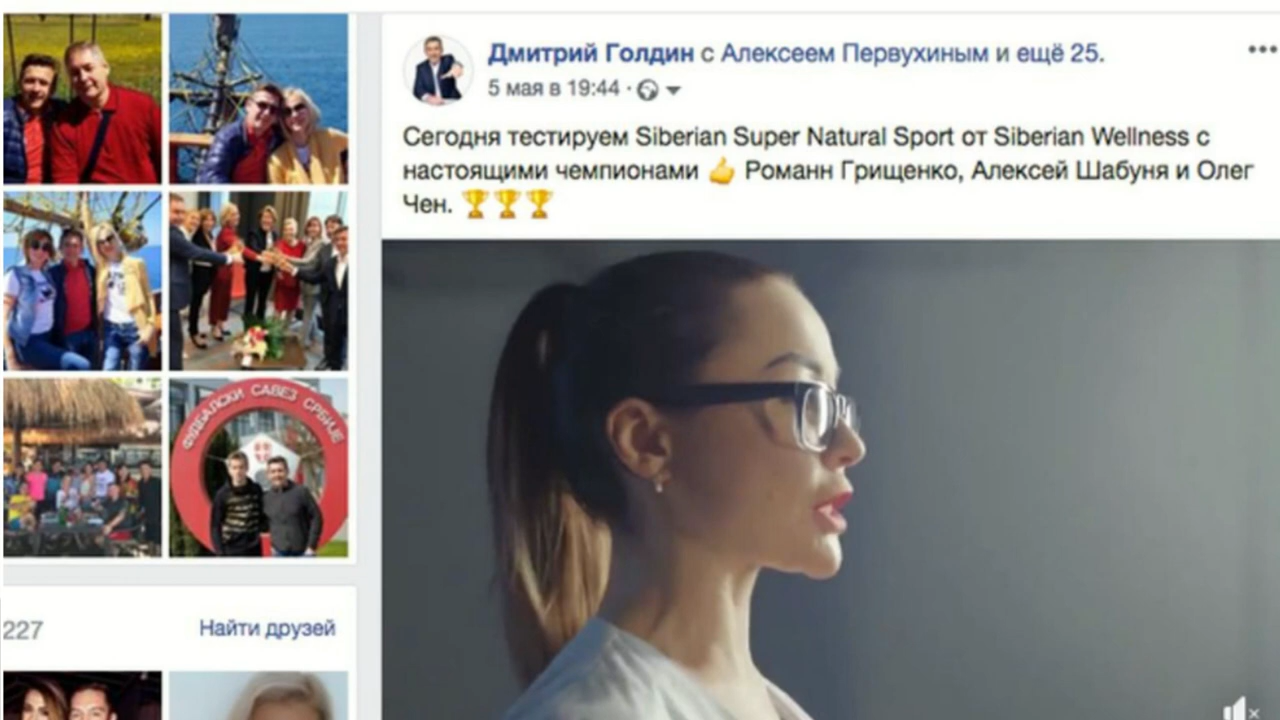 Дмитрий Голдин с Алексеем Первухиным и ещё 25.
5 мая в 19:44 ·
Сегодня тестируем Siberian Super Natural Sport от Siberian Wellness с
настоящими чемпионами 👍 Романн Грищенко, Алексей Шабуня и Олег
Чен. 🏆🏆🏆
ФУДБАЛСКИ САВЕЗ СРБИЈЕ
227
Найти друзей